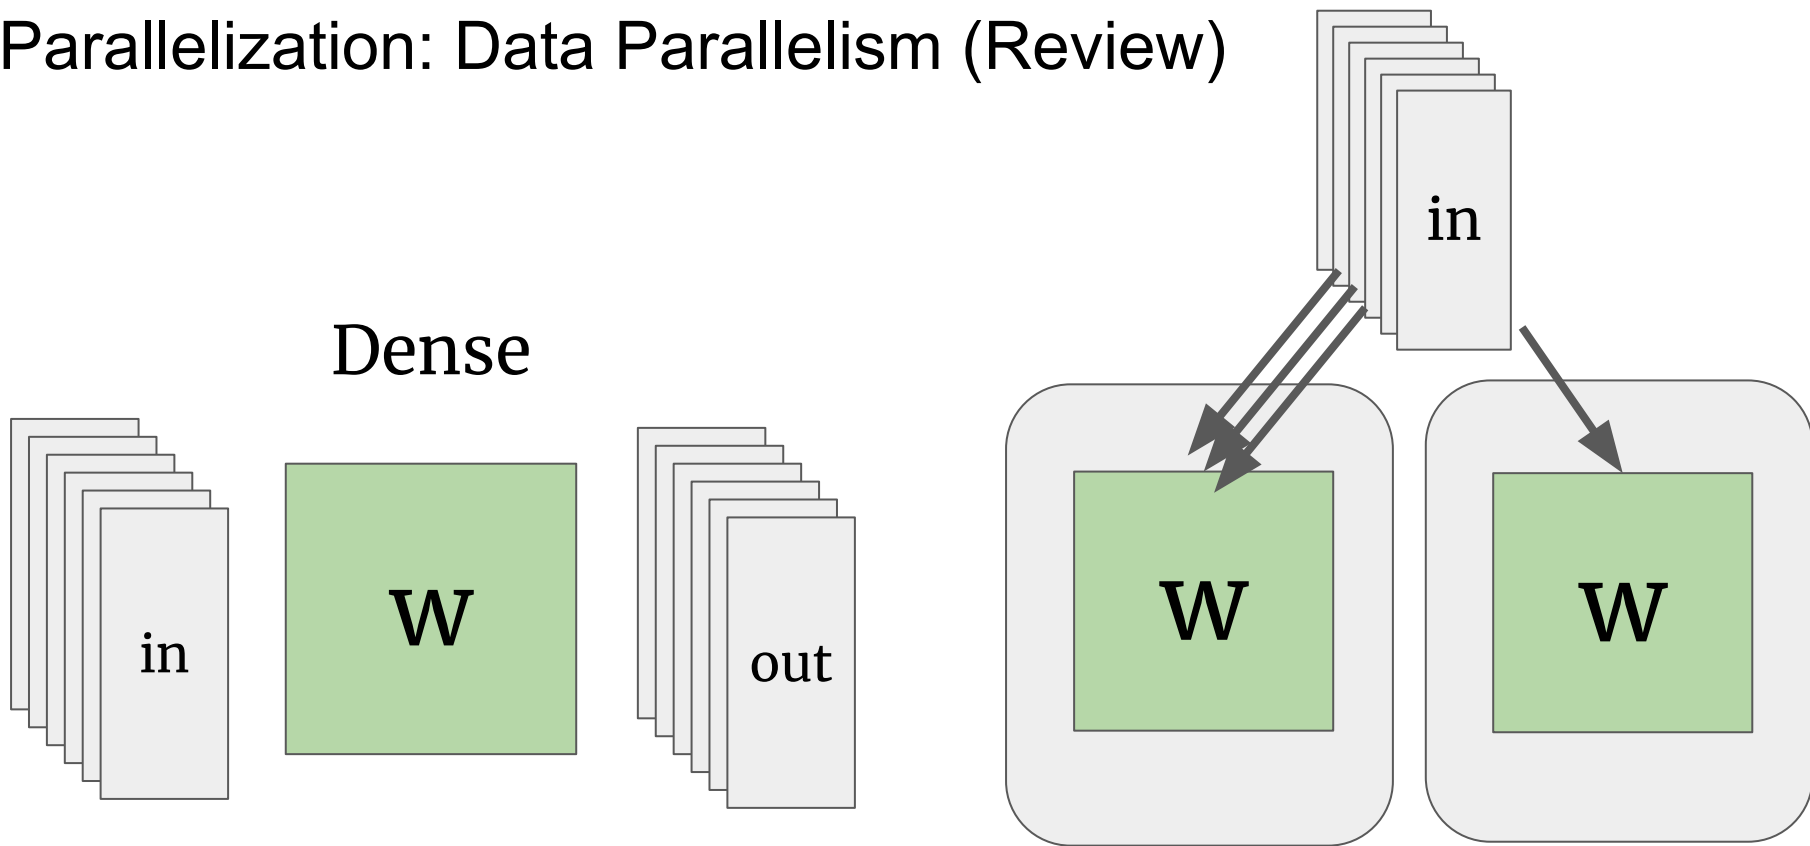 Parallelization: Data Parallelism (Review)
in
Dense
in
W
out
W
W